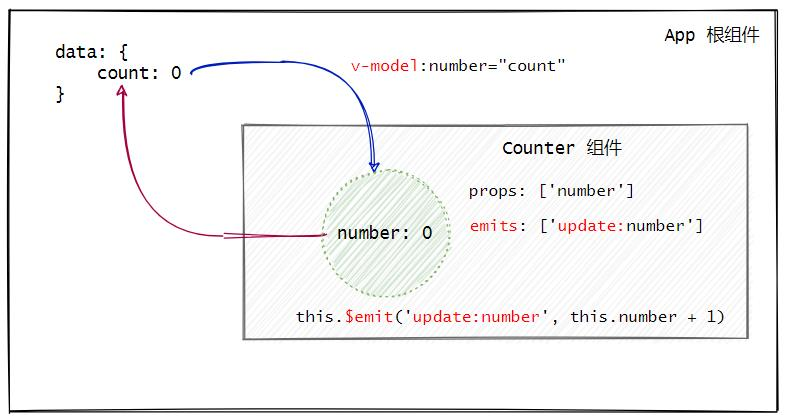 App 根组件
data: {
count: 0
}
v-model:number="count"
Counter 组件
props: ['number']
emits: ['update:number']
number: 0
this.$emit('update:number', this.number + 1)